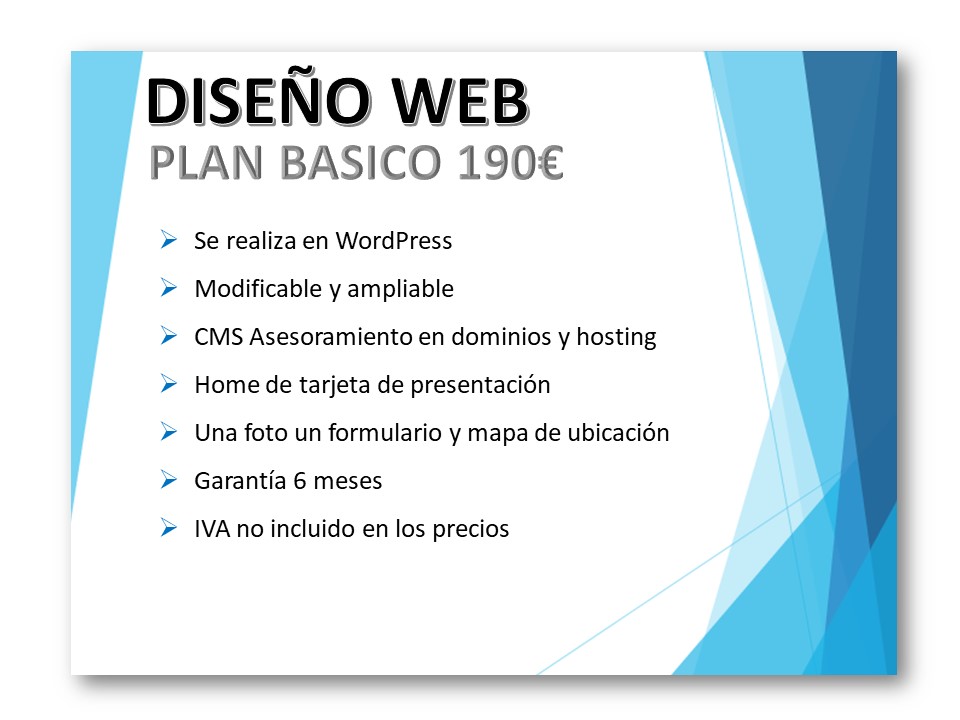 DISEÑO WEB
PLAN BASICO 190€
Se realiza en WordPress
Modificable y ampliable
CMS Asesoramiento en dominios y hosting
Home de tarjeta de presentación
Una foto un formulario y mapa de ubicación
Garantía 6 meses
IVA no incluido en los precios